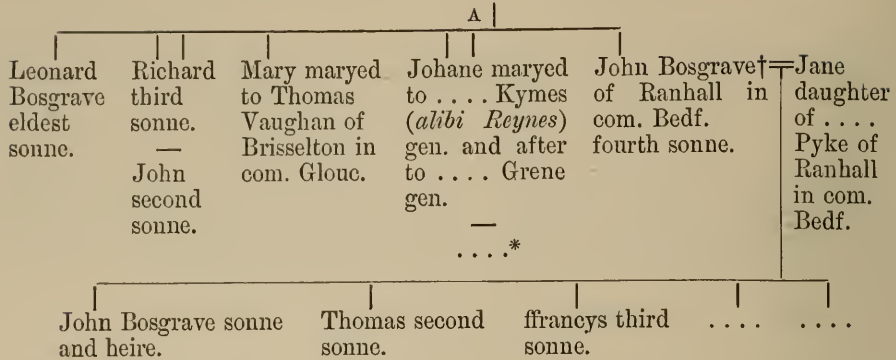 A
Leonard
Bosgrave
eldest
sonne.
Richard
third
sonne.
—
John
second
sonne.
Mary maryed
to Thomas
Vaughan of
Brisselton in
com. Glouc.
Johane maryed
to . . . . Kymes
(alibi Reynes)
gen. and after
to . . . . Grene
gen.
—
. . . .*
John Bosgrave†=
of Ranhall in
com. Bedf.
fourth sonne.
Jane
daughter
of . . . .
Pyke of
Ranhall
in com.
Bedf.
John Bosgrave sonne
and heire.
Thomas second
sonne.
ffrancys third
sonne.
. . . .
. . . .